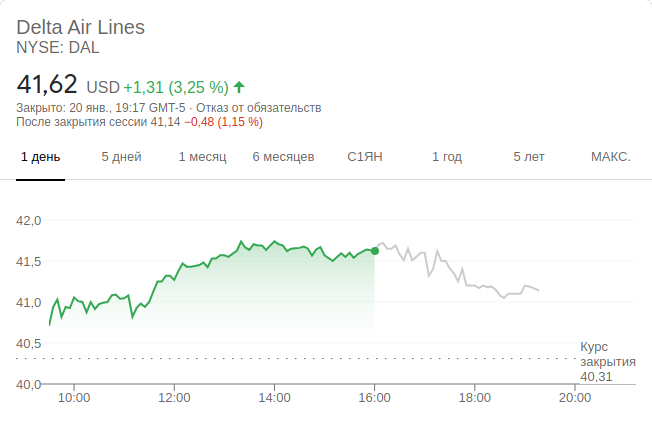 Delta Air Lines
NYSE: DAL
41,62 USD +1,31 (3,25 %)
Закрыто: 20 янв., 19:17 GMT-5 · Отказ от обязательств
После закрытия сессии 41,14 −0,48 (1,15 %)
1 день 5 дней 1 месяц 6 месяцев С1ЯН 1 год 5 лет МАКС.
42,0
41,5
41,0
40,5
Курс
закрытия
40,31
40,0
10:00 12:00 14:00 16:00 18:00 20:00